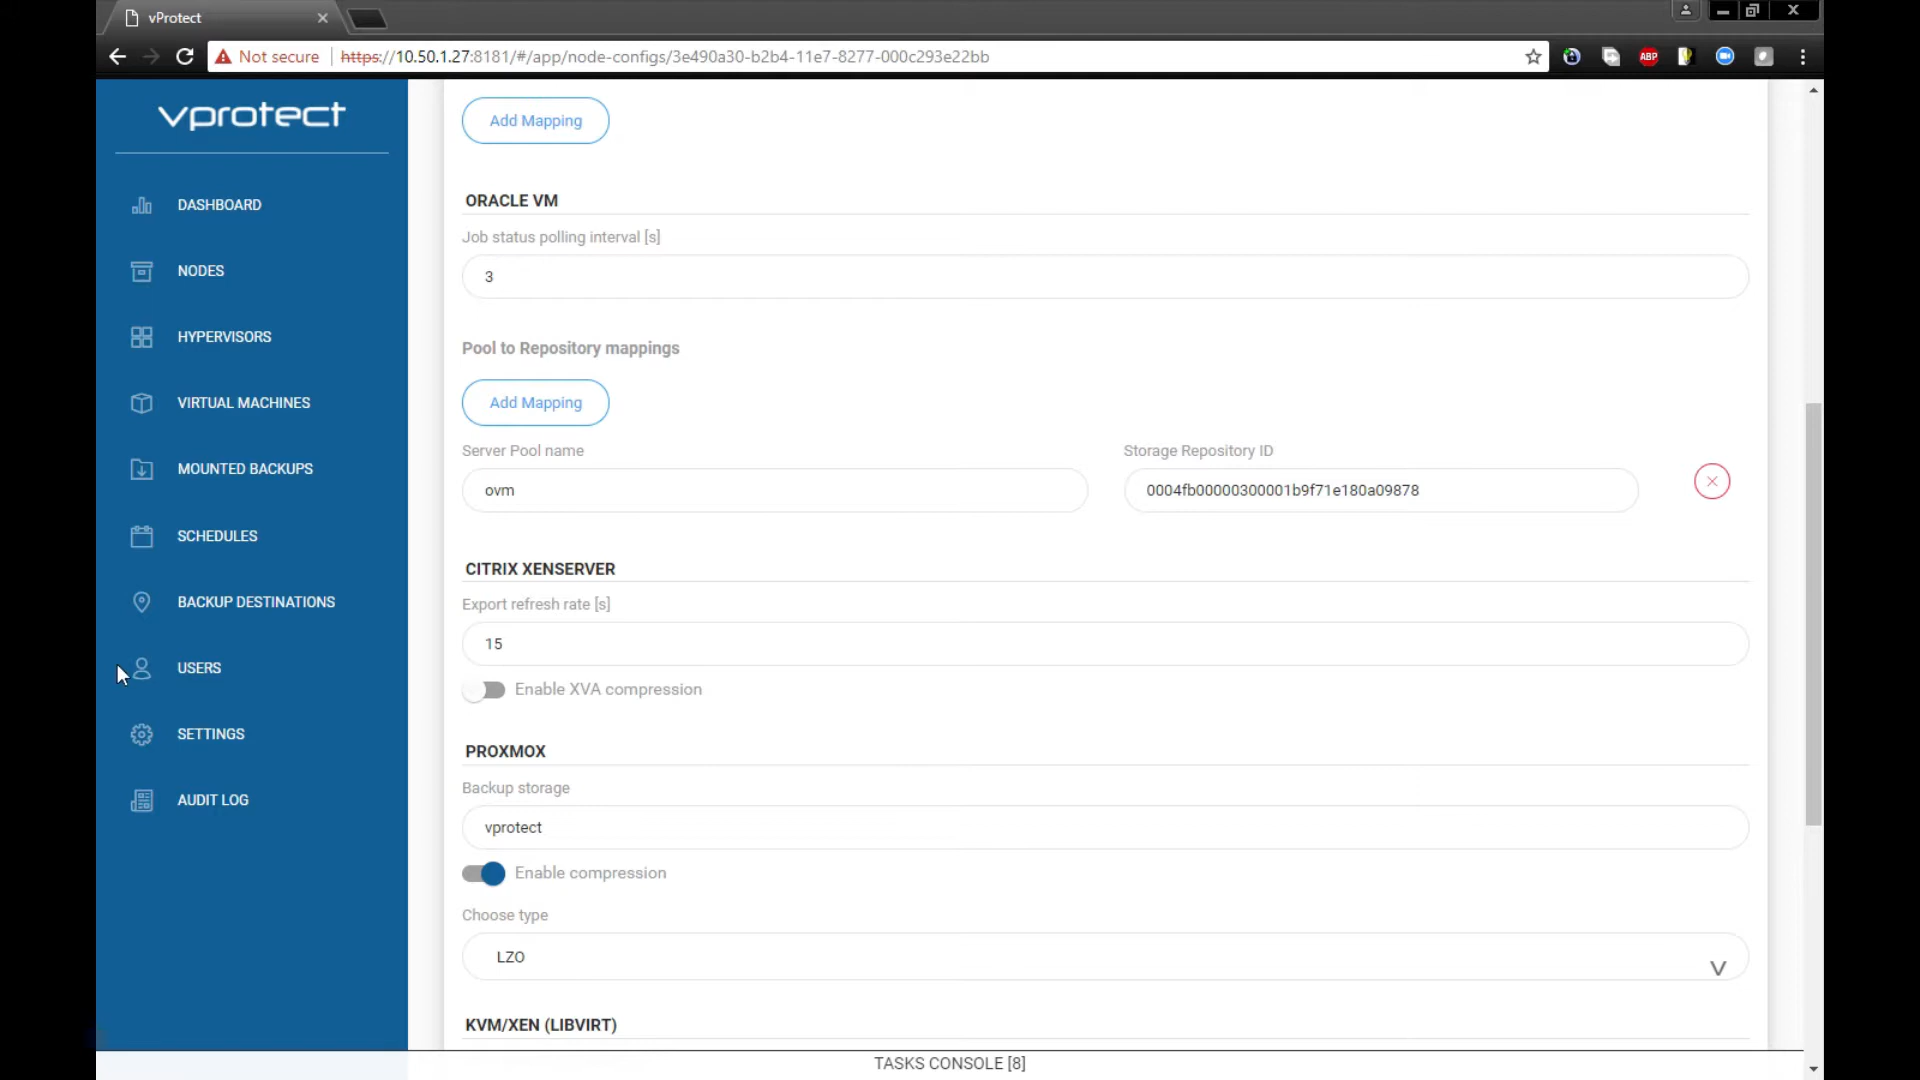 vProtect
Not secure
https://10.50.1.27:8181/#/app/node-configs/3e490a30-b2b4-11e7-8277-000c293e22bb
ABP
vprotect
DASHBOARD
NODES
HYPERVISORS
VIRTUAL MACHINES
MOUNTED BACKUPS
SCHEDULES
BACKUP DESTINATIONS
USERS
SETTINGS
AUDIT LOG
Add Mapping
ORACLE VM
Job status polling interval [s]
3
Pool to Repository mappings
Add Mapping
Server Pool name
Storage Repository ID
ovm
0004fb00000300001b9f71e180a09878
CITRIX XENSERVER
Export refresh rate [s]
15
Enable XVA compression
PROXMOX
Backup storage
vprotect
Enable compression
Choose type
LZO
KVM/XEN (LIBVIRT)
TASKS CONSOLE [8]